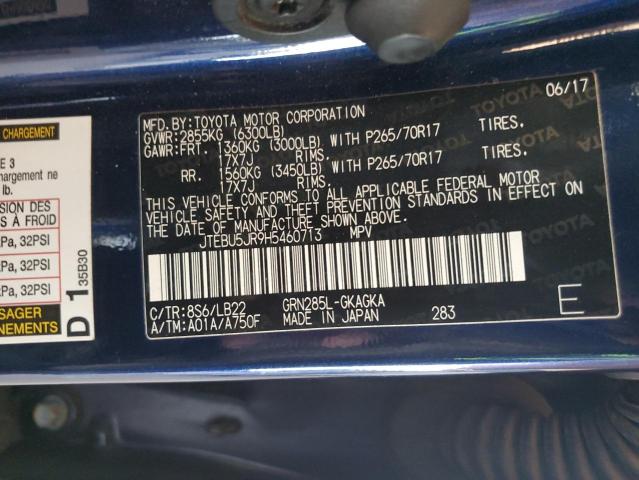 CHARGEMENT
E 3
hargement ne
lb.
SION DES
S À FROID
Pa, 32PSI
Pa, 32PSI
Pa, 32PSI
SAGER
NNEMENTS
D 1 35B30
MFD.BY:TOYOTA MOTOR CORPORATION 06/17
GVWR:2855KG (6300LB)
GAWR:FRT. 1360KG (3000LB) WITH P265/70R17 TIRES.
17X7J RIMS.
RR. 1560KG (3450LB) WITH P265/70R17 TIRES.
17X7J RIMS.
THIS VEHICLE CONFORMS TO ALL APPLICABLE FEDERAL MOTOR
VEHICLE SAFETY AND THEFT PREVENTION STANDARDS IN EFFECT ON
THE DATE OF MANUFACTURE SHOWN ABOVE.
JTEBU5JR9H5460713 MPV
C/TR:8S6/LB22 GRN285L-GKAGKA
A/TM:A01A/A750F MADE IN JAPAN 283 E